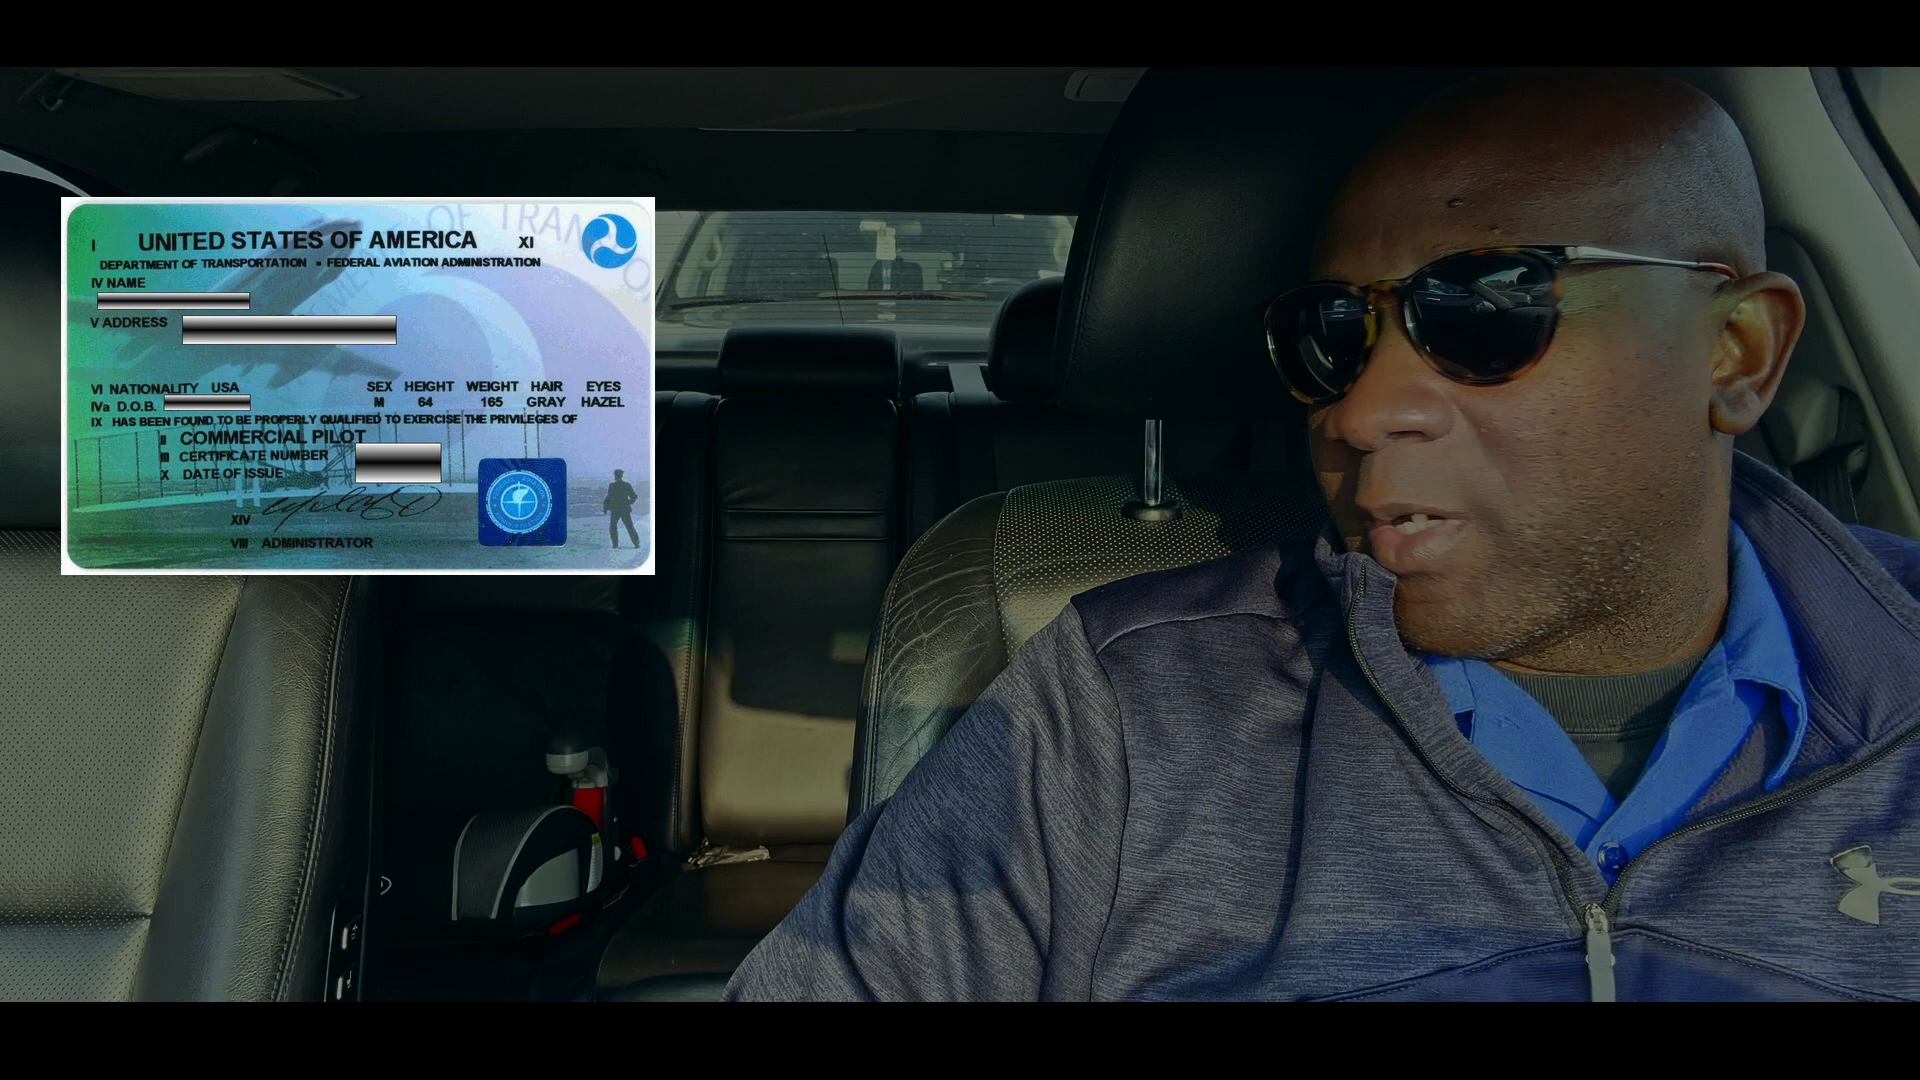 OF TRAN
I UNITED STATES OF AMERICA XI
DEPARTMENT OF TRANSPORTATION • FEDERAL AVIATION ADMINISTRATION
IV NAME
V ADDRESS
VI NATIONALITY USA SEX HEIGHT WEIGHT HAIR EYES
IVa D.O.B. M 64 165 GRAY HAZEL
IX HAS BEEN FOUND TO BE PROPERLY QUALIFIED TO EXERCISE THE PRIVILEGES OF
II COMMERCIAL PILOT
III CERTIFICATE NUMBER
X DATE OF ISSUE
XIV
VIII ADMINISTRATOR